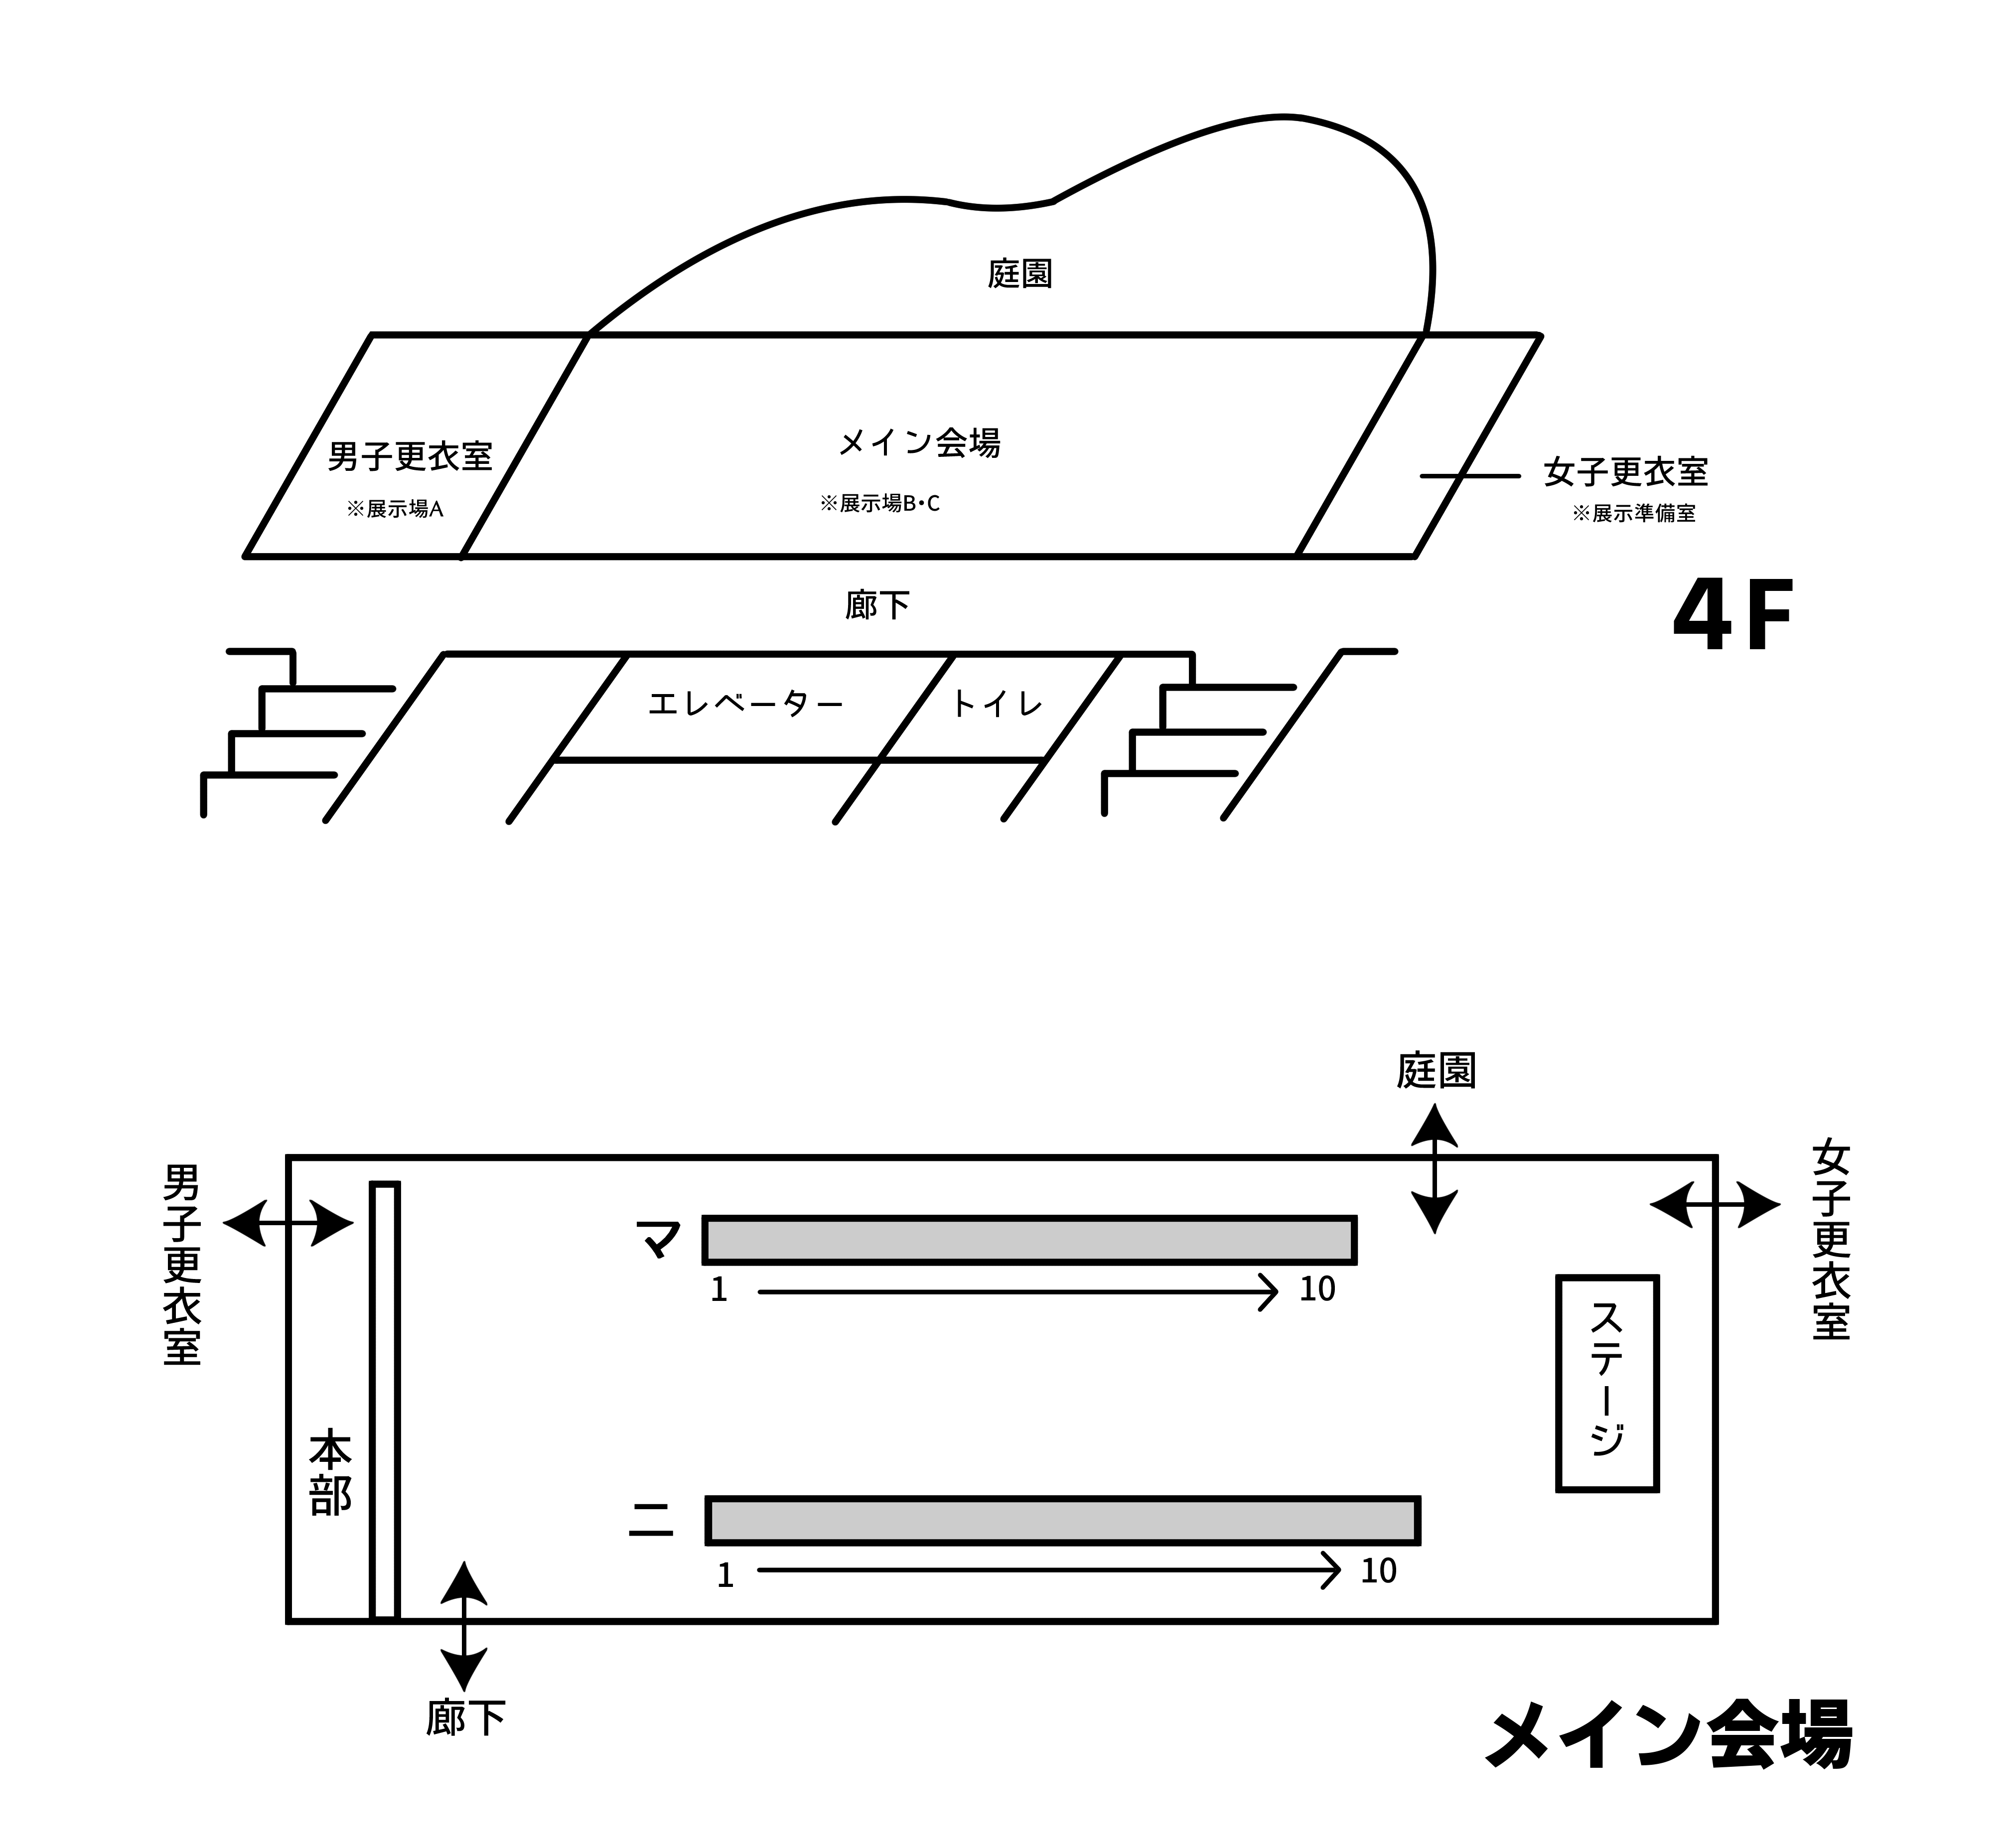 庭園
男子更衣室
※展示場A
メイン会場
※展示場B・C
女子更衣室
※展示準備室
廊下
4F
エレベーター
トイレ
庭園
男子更衣室
女子更衣室
マ
1
10
ステージ
本部
ニ
1
10
廊下
メイン会場